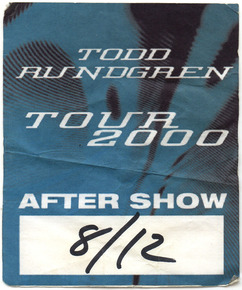 TODD
RUNDGREN
TOUR
2000
AFTER SHOW
8/12